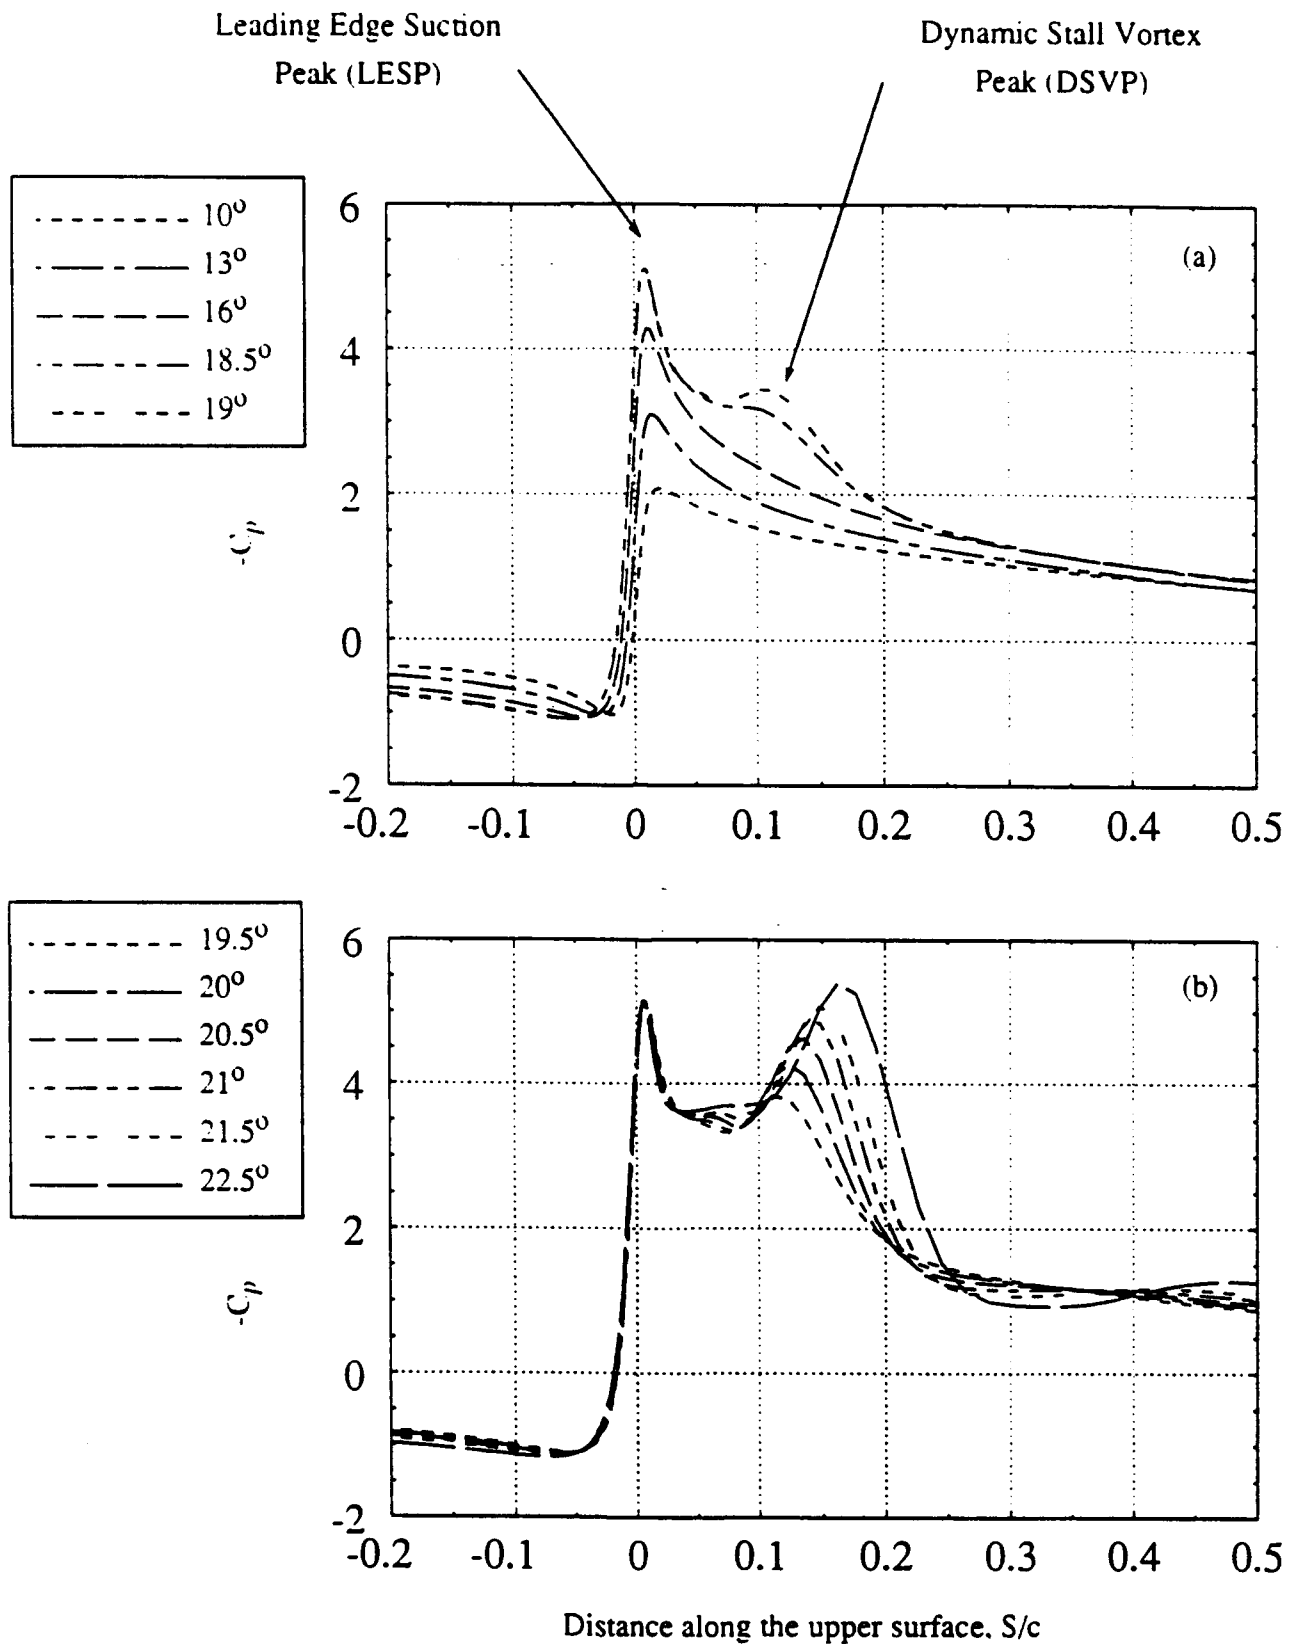 Leading Edge Suction
Peak (LESP)
Dynamic Stall Vortex
Peak (DSVP)
10°
13°
16°
18.5°
19°
(a)
6
4
2
0
-2
-Cp
-0.2 -0.1 0 0.1 0.2 0.3 0.4 0.5
19.5°
20°
20.5°
21°
21.5°
22.5°
(b)
6
4
2
0
-2
-Cp
-0.2 -0.1 0 0.1 0.2 0.3 0.4 0.5
Distance along the upper surface. S/c